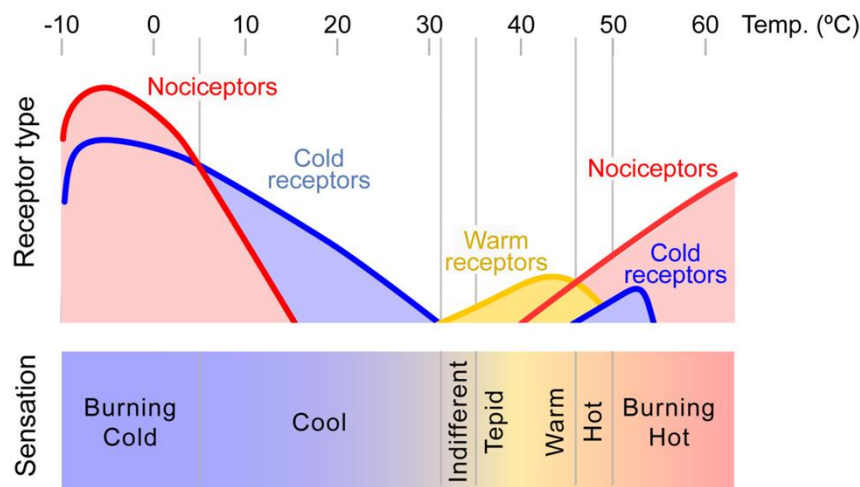 -10 0 10 20 30 40 50 60 Temp. (ºC)
Receptor type
Nociceptors
Cold
receptors
Warm
receptors
Nociceptors
Cold
receptors
Sensation
Burning
Cold
Cool
Indifferent
Tepid
Warm
Hot
Burning
Hot